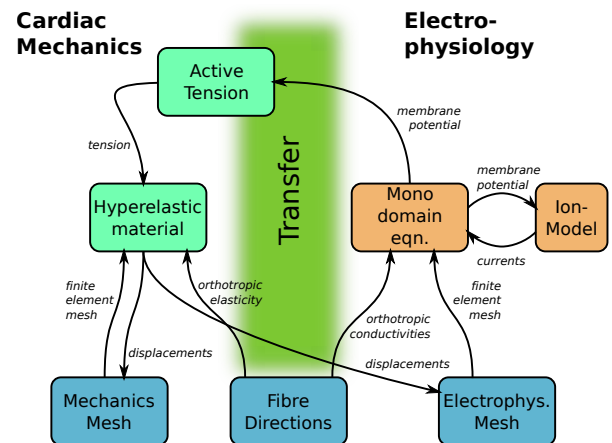 Cardiac
Mechanics
Electro-
physiology
Active
Tension
membrane
potential
tension
Transfer
membrane
potential
Hyperelastic
material
Mono
domain
eqn.
Ion-
Model
currents
finite
element
mesh
orthotropic
elasticity
finite
element
mesh
orthotropic
conductivities
displacements
displacements
Mechanics
Mesh
Fibre
Directions
Electrophys.
Mesh